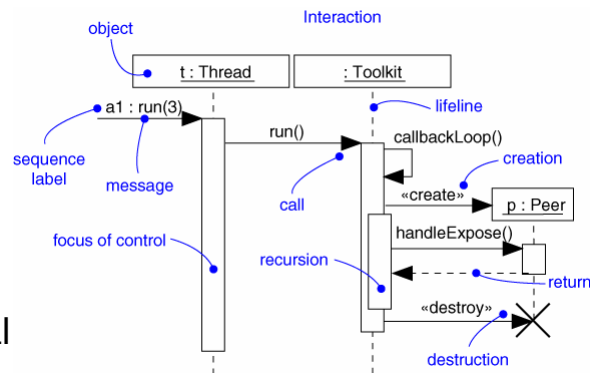 Interaction
object
t : Thread
: Toolkit
a1 : run(3)
lifeline
run()
callbackLoop()
sequence
label
message
call
creation
«create»
p : Peer
focus of control
recursion
handleExpose()
return
«destroy»
destruction